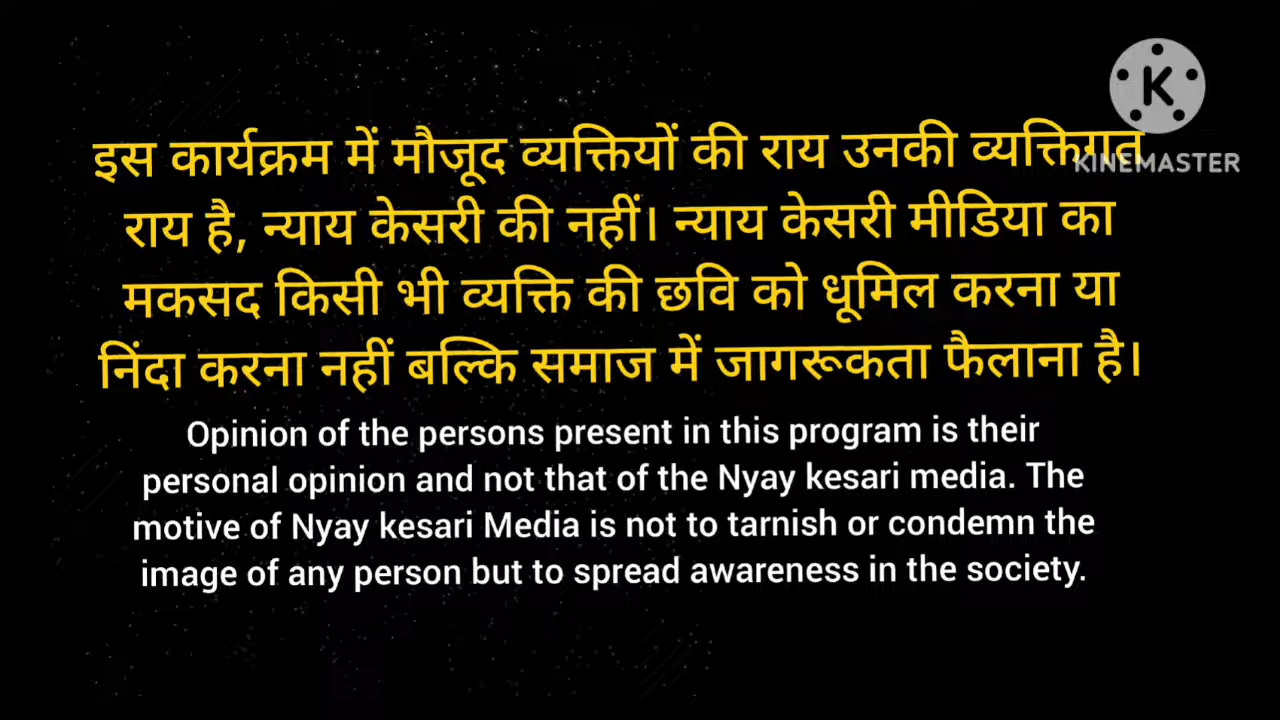 इस कार्यक्रम में मौजूद व्यक्तियों की राय उनकी व्यक्तिगत
राय है, न्याय केसरी की नहीं। न्याय केसरी मीडिया का
मकसद किसी भी व्यक्ति की छवि को धूमिल करना या
निंदा करना नहीं बल्कि समाज में जागरूकता फैलाना है।
Opinion of the persons present in this program is their
personal opinion and not that of the Nyay kesari media. The
motive of Nyay kesari Media is not to tarnish or condemn the
image of any person but to spread awareness in the society.
K
KINEMASTER